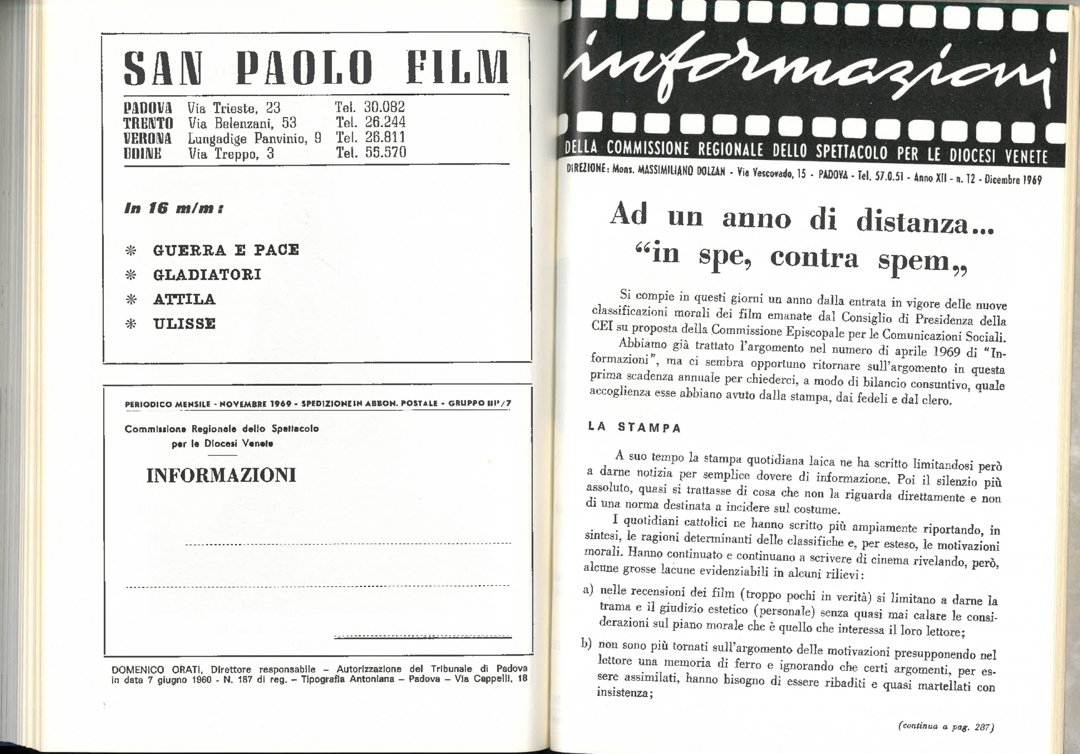 SAN PAOLO FILM
PADOVA Via Trieste, 23 Tel. 30.082
TRENTO Via Belenzani, 53 Tel. 26.244
VERONA Lungadige Panvinio, 9 Tel. 26.811
UDINE Via Treppo, 3 Tel. 55.570
In 16 m/m:
* GUERRA E PACE
* GLADIATORI
* ATTILA
* ULISSE
PERIODICO MENSILE - NOVEMBRE 1969 - SPEDIZIONE IN ABBON. POSTALE - GRUPPO IIIº/7
Commissione Regionale dello Spettacolo
per le Diocesi Venete
INFORMAZIONI
DOMENICO ORATI, Direttore responsabile – Autorizzazione del Tribunale di Padova
in data 7 giugno 1960 - N. 187 di reg. – Tipografia Antoniana – Padova – Via Cappelli, 18
informazioni
DELLA COMMISSIONE REGIONALE DELLO SPETTACOLO PER LE DIOCESI VENETE
DIREZIONE: Mons. MASSIMILIANO DOLZAN - Via Vescovado, 15 - PADOVA - Tel. 57.0.51 - Anno XII - n. 12 - Dicembre 1969
Ad un anno di distanza...
“in spe, contra spem„
Si compie in questi giorni un anno dalla entrata in vigore delle nuove
classificazioni morali dei film emanate dal Consiglio di Presidenza della
CEI su proposta della Commissione Episcopale per le Comunicazioni Sociali.
Abbiamo già trattato l'argomento nel numero di aprile 1969 di “In-
formazioni”, ma ci sembra opportuno ritornare sull'argomento in questa
prima scadenza annuale per chiederci, a modo di bilancio consuntivo, quale
accoglienza esse abbiano avuto dalla stampa, dai fedeli e dal clero.
LA STAMPA
A suo tempo la stampa quotidiana laica ne ha scritto limitandosi però
a darne notizia per semplice dovere di informazione. Poi il silenzio più
assoluto, quasi si trattasse di cosa che non la riguarda direttamente e non
di una norma destinata a incidere sul costume.
I quotidiani cattolici ne hanno scritto più ampiamente riportando, in
sintesi, le ragioni determinanti delle classifiche e, per esteso, le motivazioni
morali. Hanno continuato e continuano a scrivere di cinema rivelando, però,
alcune grosse lacune evidenziabili in alcuni rilievi:
a) nelle recensioni dei film (troppo pochi in verità) si limitano a darne la
trama e il giudizio estetico (personale) senza quasi mai calare le consi-
derazioni sul piano morale che è quello che interessa il loro lettore;
b) non sono più tornati sull'argomento delle motivazioni presupponendo nel
lettore una memoria di ferro e ignorando che certi argomenti, per es-
sere assimilati, hanno bisogno di essere ribaditi e quasi martellati con
insistenza;
(continua a pag. 287)